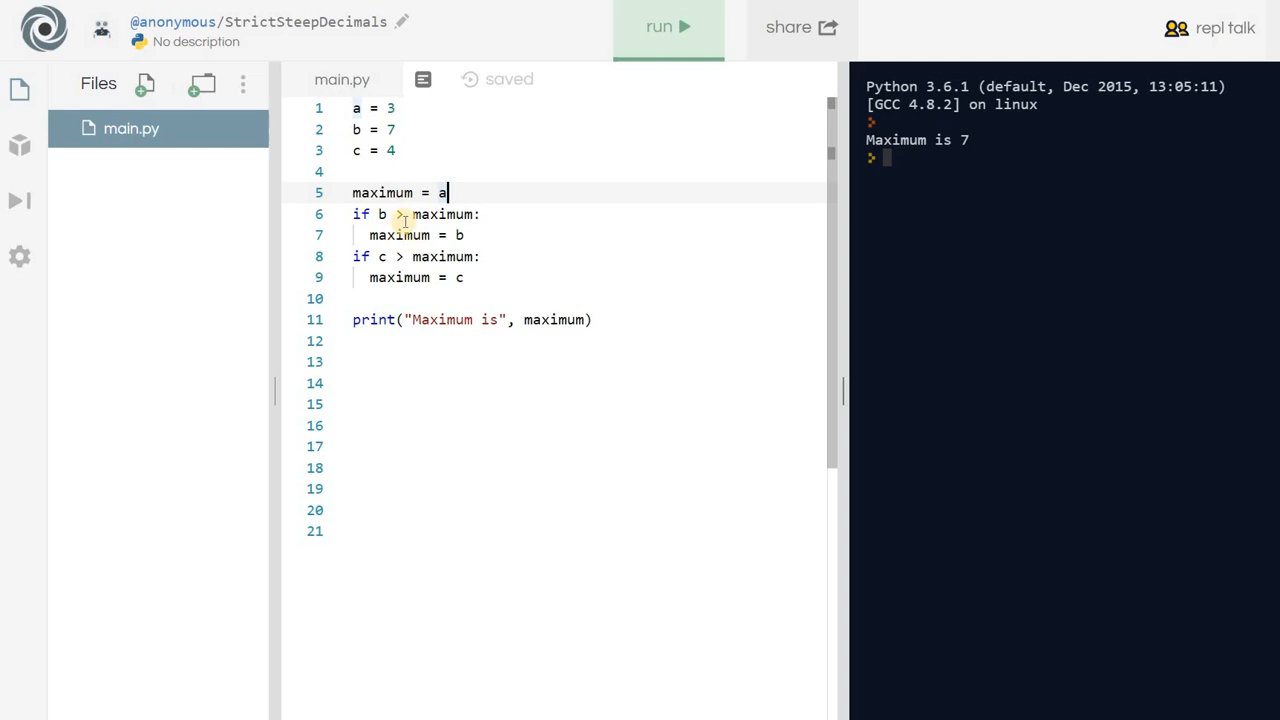 @anonymous/StrictSteepDecimals
No description
run
share
repl talk
Files
main.py
main.py
saved
1 a = 3
2 b = 7
3 c = 4
4
5 maximum = a
6 if b > maximum:
7 maximum = b
8 if c > maximum:
9 maximum = c
10
11 print("Maximum is", maximum)
12
13
14
15
16
17
18
19
20
21
Python 3.6.1 (default, Dec 2015, 13:05:11)
[GCC 4.8.2] on linux
Maximum is 7